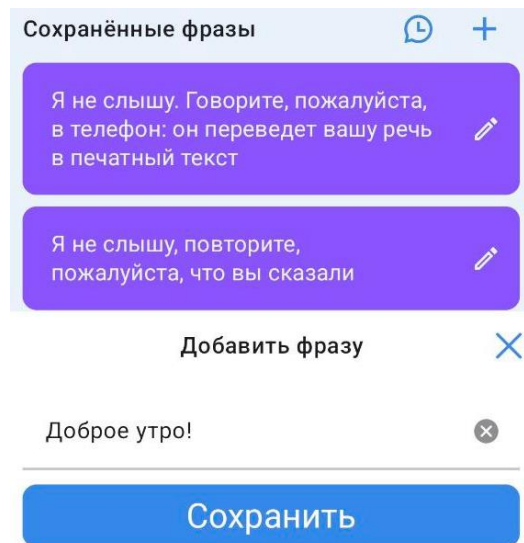 Сохранённые фразы
Я не слышу. Говорите, пожалуйста,
в телефон: он переведет вашу речь
в печатный текст
Я не слышу, повторите,
пожалуйста, что вы сказали
Добавить фразу
Доброе утро!
Сохранить